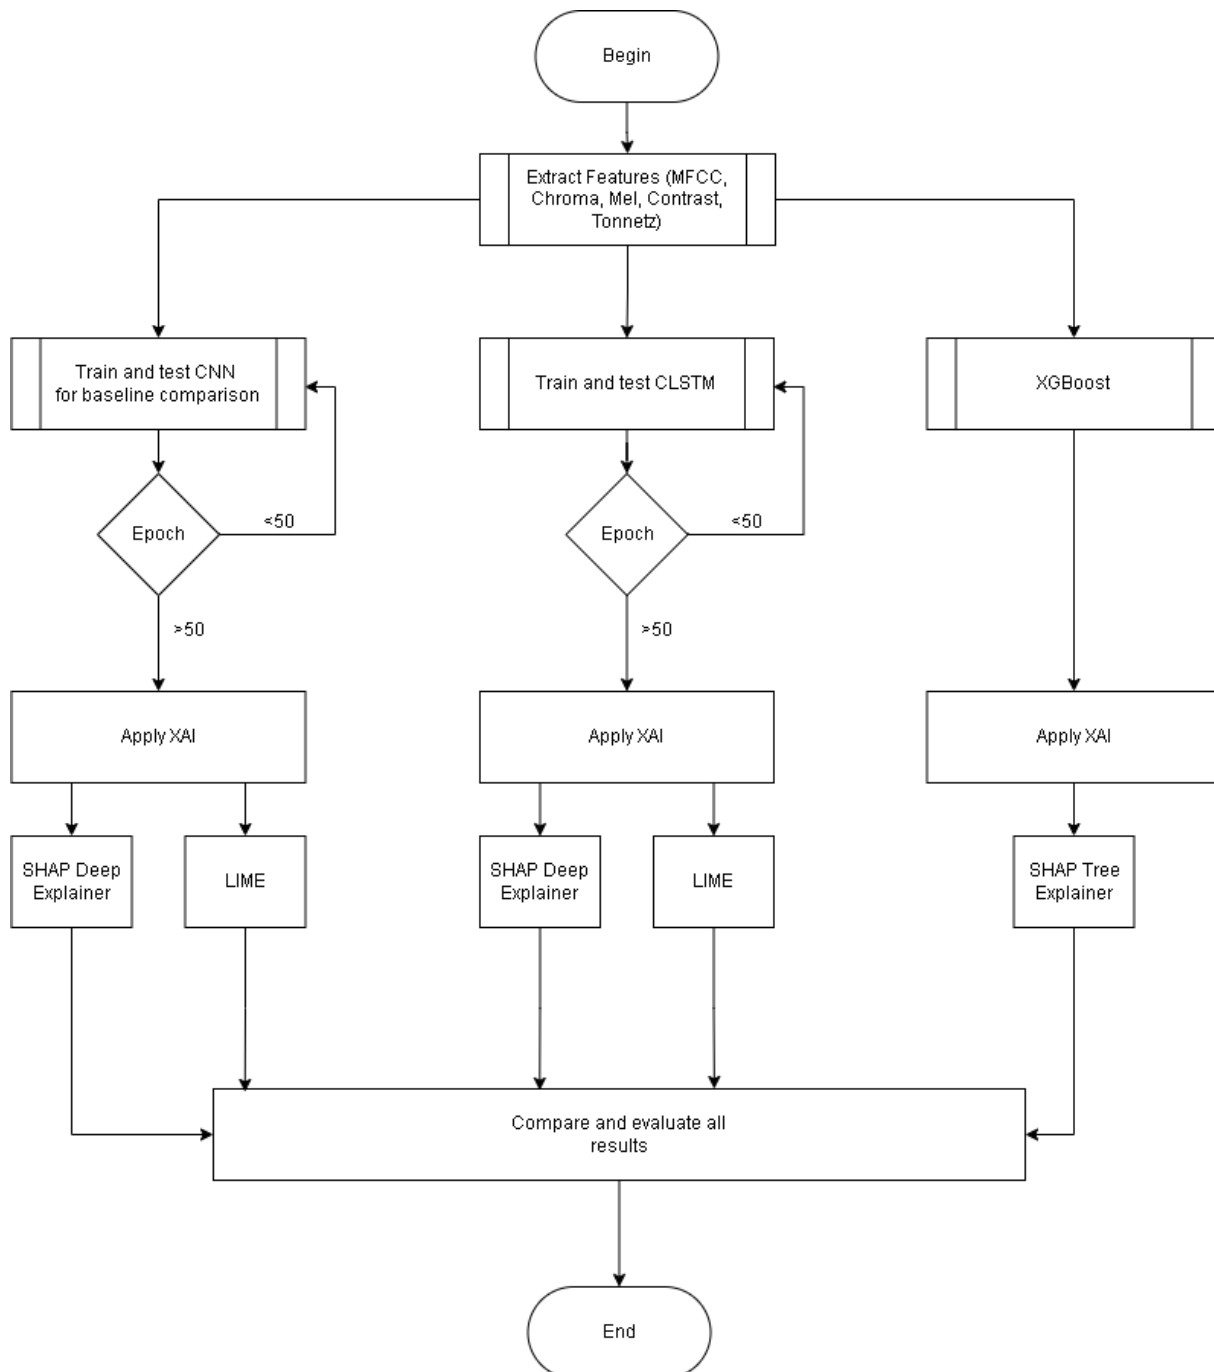 Begin
Extract Features (MFCC,
Chroma, Mel, Contrast,
Tonnetz)
Train and test CNN
for baseline comparison
Train and test CLSTM
XGBoost
Epoch
<50
Epoch
<50
>50
>50
Apply XAI
Apply XAI
Apply XAI
SHAP Deep
Explainer
LIME
SHAP Deep
Explainer
LIME
SHAP Tree
Explainer
Compare and evaluate all
results
End